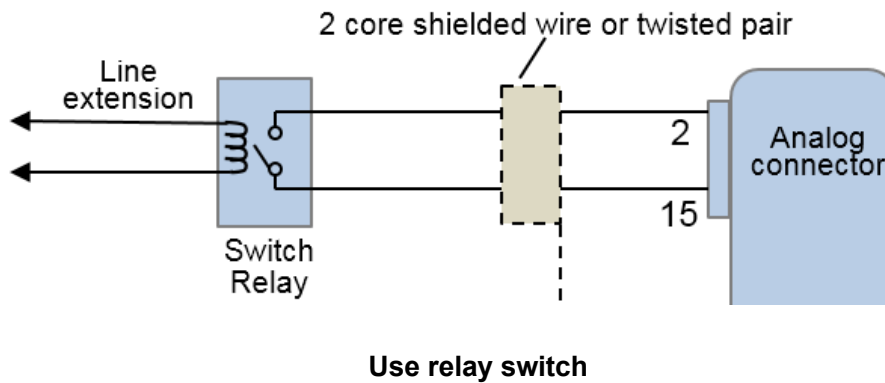 2 core shielded wire or twisted pair
Line
extension
2
Analog
connector
15
Switch
Relay
Use relay switch